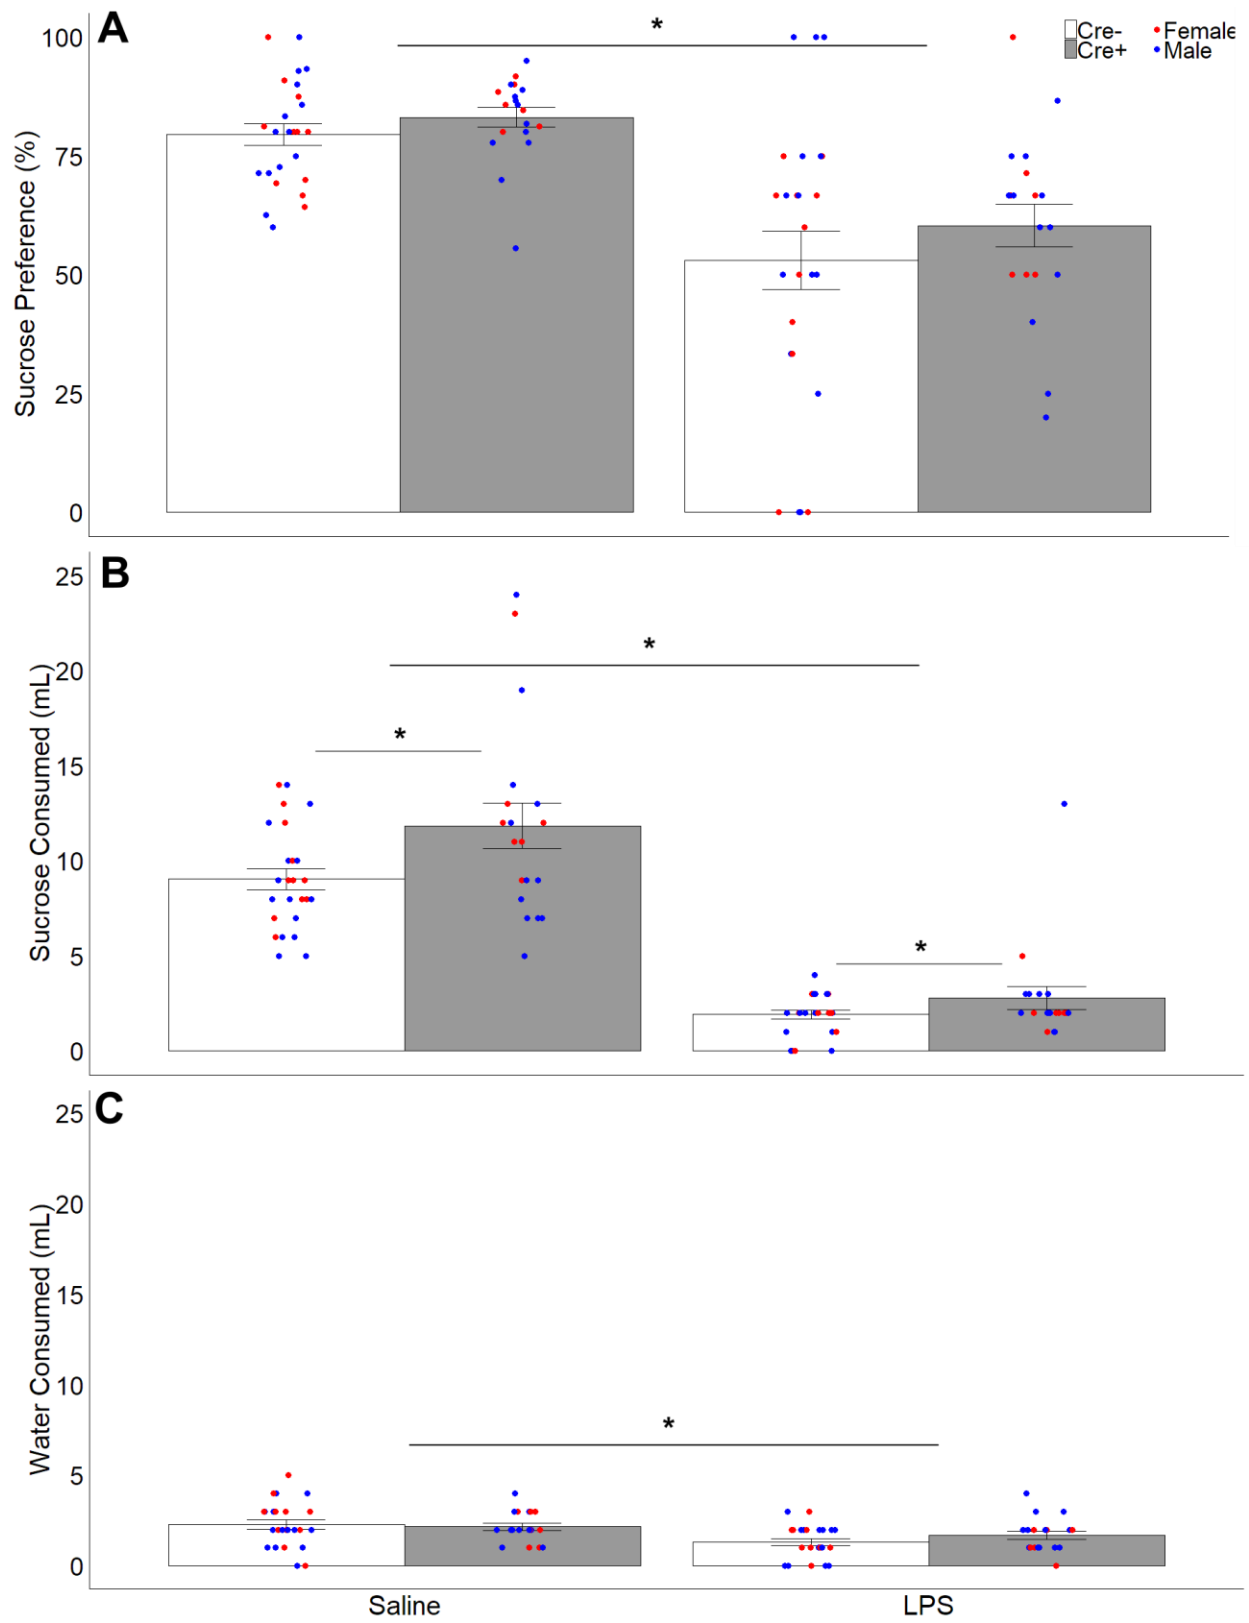 A
*
Cre-
Cre+
Female
Male
100
75
50
25
0
Sucrose Preference (%)
B
25
20
15
10
5
0
*
*
*
Sucrose Consumed (mL)
C
25
20
15
10
5
0
*
Water Consumed (mL)
Saline
LPS